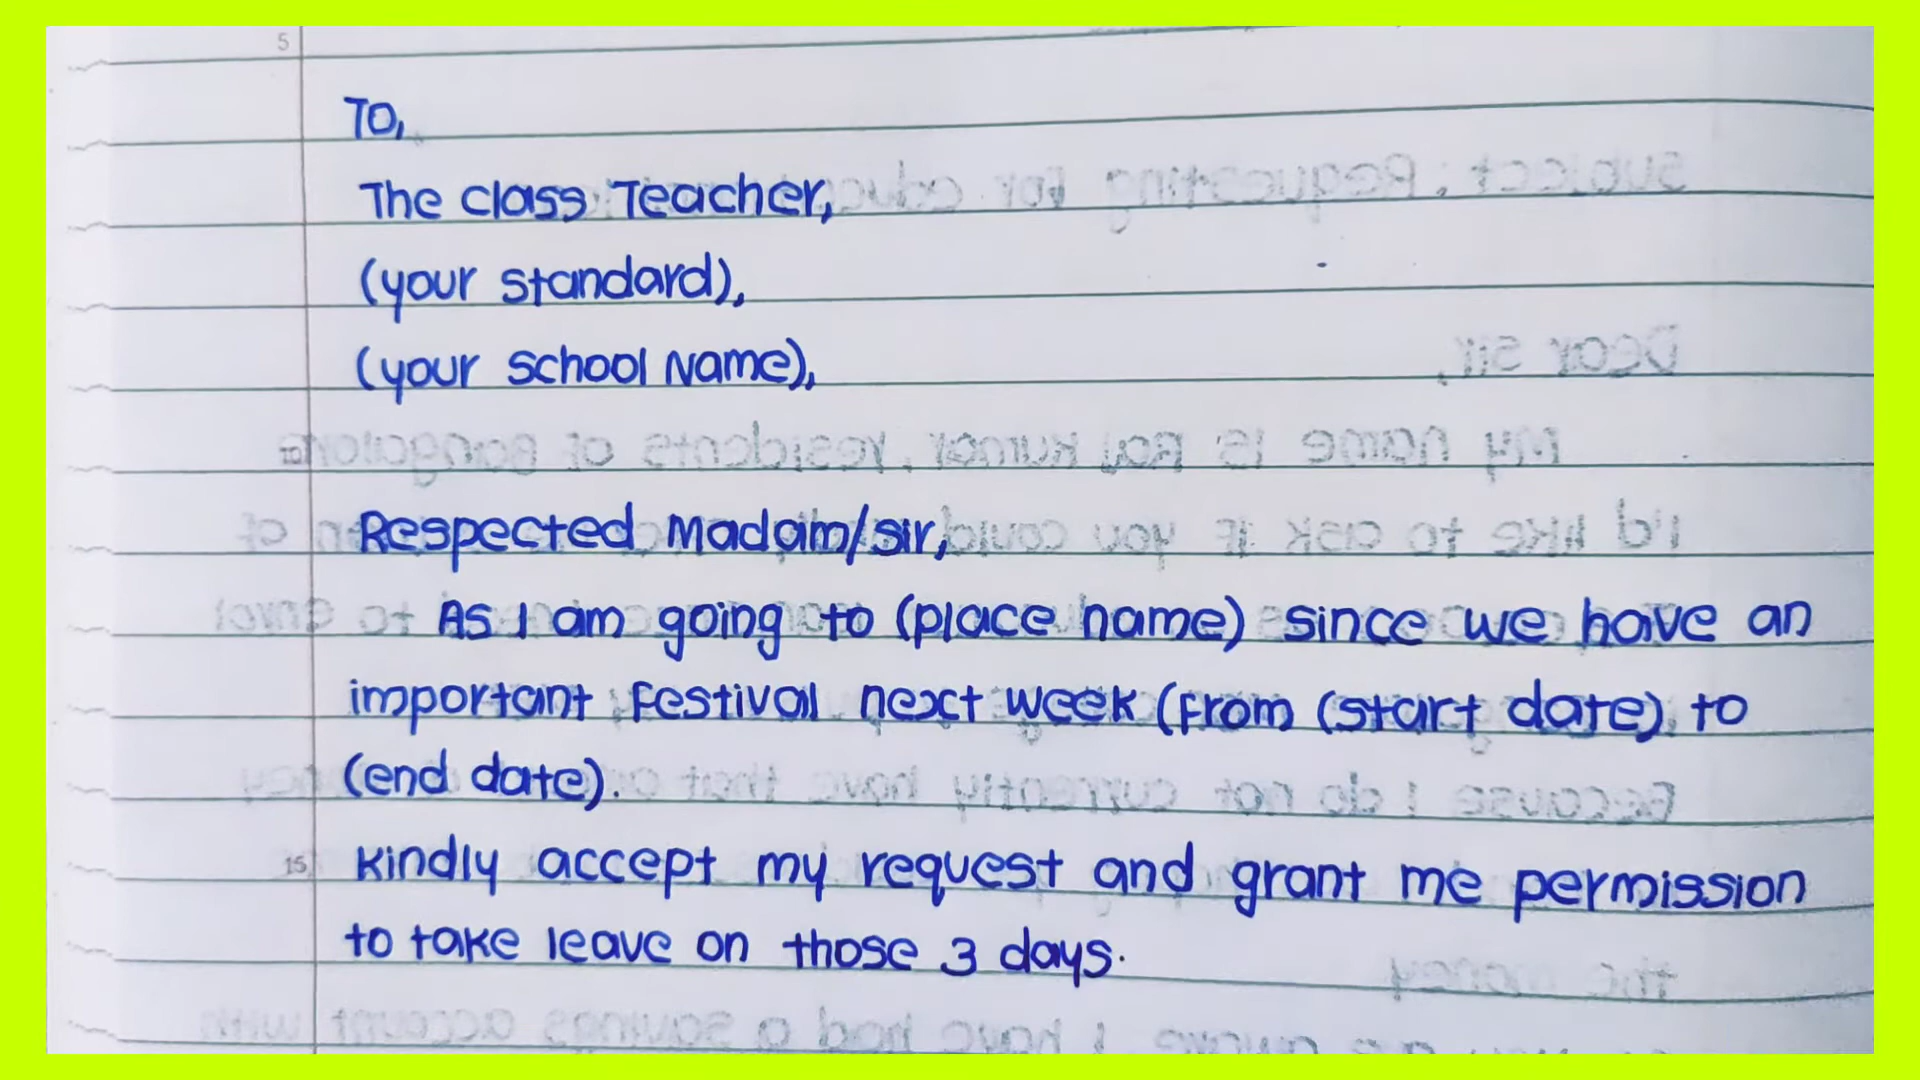 5
To,
The class Teacher,
(your standard),
(your school Name),
Respected Madam/sir,
As I am going to (place name) since we have an
important Festival next week (From (start date) to
(end date).
15 Kindly accept my request and grant me permission
to take leave on those 3 days.